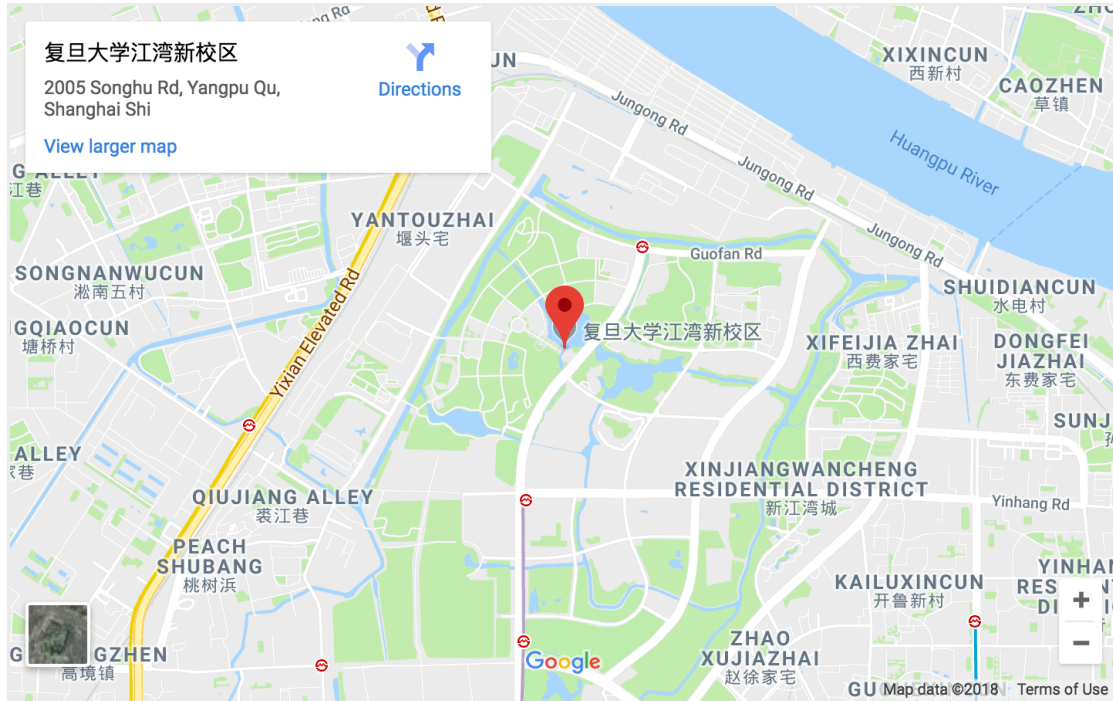 复旦大学江湾新校区
2005 Songhu Rd, Yangpu Qu,
Shanghai Shi
Directions
View larger map
XIXINCUN
西新村
CAOZHEN
草镇
Jungong Rd
Huangpu River
Jungong Rd
YANTOUZHAI
堰头宅
Jungong Rd
Guofan Rd
SONGNANWUCUN
淞南五村
Yixian Elevated Rd
SHUIDIANCUN
水电村
GQIAOCUN
塘桥村
复旦大学江湾新校区
XIFEIJIA ZHAI
西费家宅
DONGFEI
JIAZHAI
东费家宅
SUNJ
ALLEY
家巷
XINJIANGWANCHENG
RESIDENTIAL DISTRICT
新江湾城
QIUJIANG ALLEY
裘江巷
Yinhang Rd
PEACH
SHUBANG
桃树浜
KAILUXINCUN
开鲁新村
YINHAN
+
−
ZHAO
XUJIAZHAI
赵徐家宅
GZHEN
高境镇
Google
Map data ©2018
Terms of Use